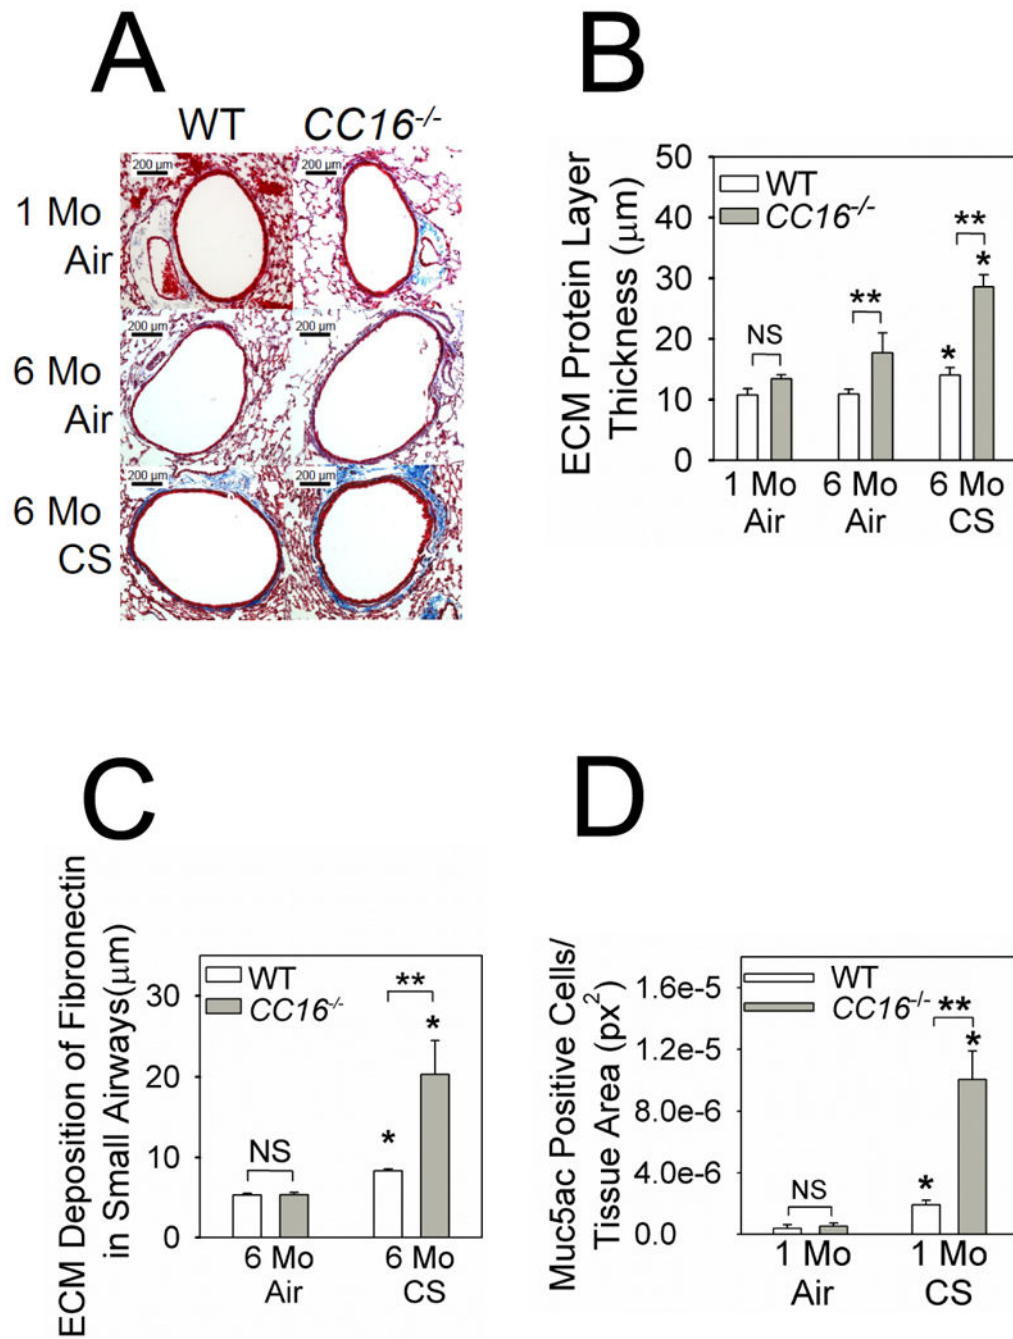 A
WT CC16-/-
1 Mo
Air
200 µm
200 µm
6 Mo
Air
200 µm
200 µm
6 Mo
CS
200 µm
200 µm
B
ECM Protein Layer
Thickness (µm)
50
40
30
20
10
0
WT
CC16-/-
NS
**
**
*
*
1 Mo
Air
6 Mo
Air
6 Mo
CS
C
ECM Deposition of Fibronectin
in Small Airways(µm)
30
20
10
0
WT
CC16-/-
NS
**
*
*
6 Mo
Air
6 Mo
CS
D
Muc5ac Positive Cells/
Tissue Area (px²)
1.6e-5
1.2e-5
8.0e-6
4.0e-6
0.0
WT
CC16-/-
NS
**
*
*
1 Mo
Air
1 Mo
CS